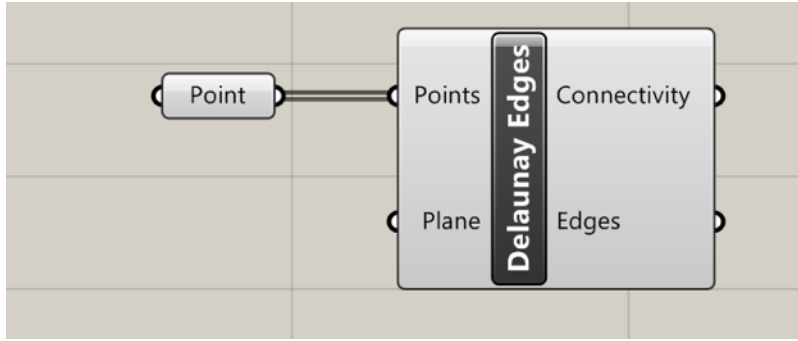 Point
Points
Delaunay Edges
Connectivity
Plane
Edges